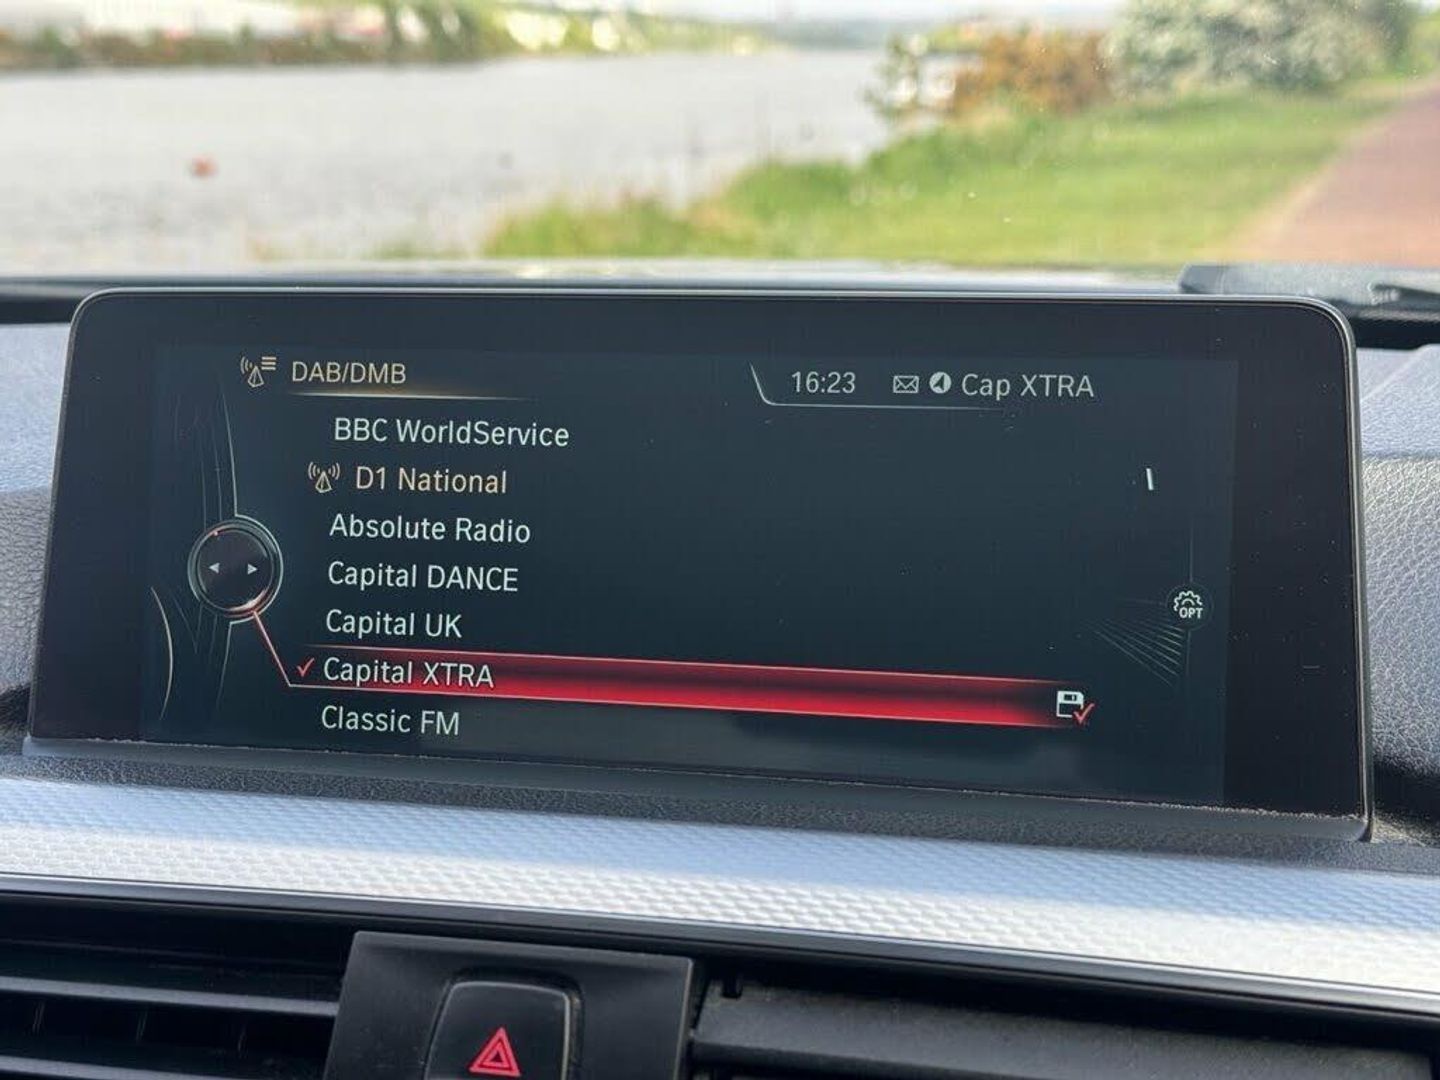 DAB/DMB
16:23 Cap XTRA
BBC WorldService
D1 National
Absolute Radio
Capital DANCE
Capital UK
OPT
Capital XTRA
Classic FM